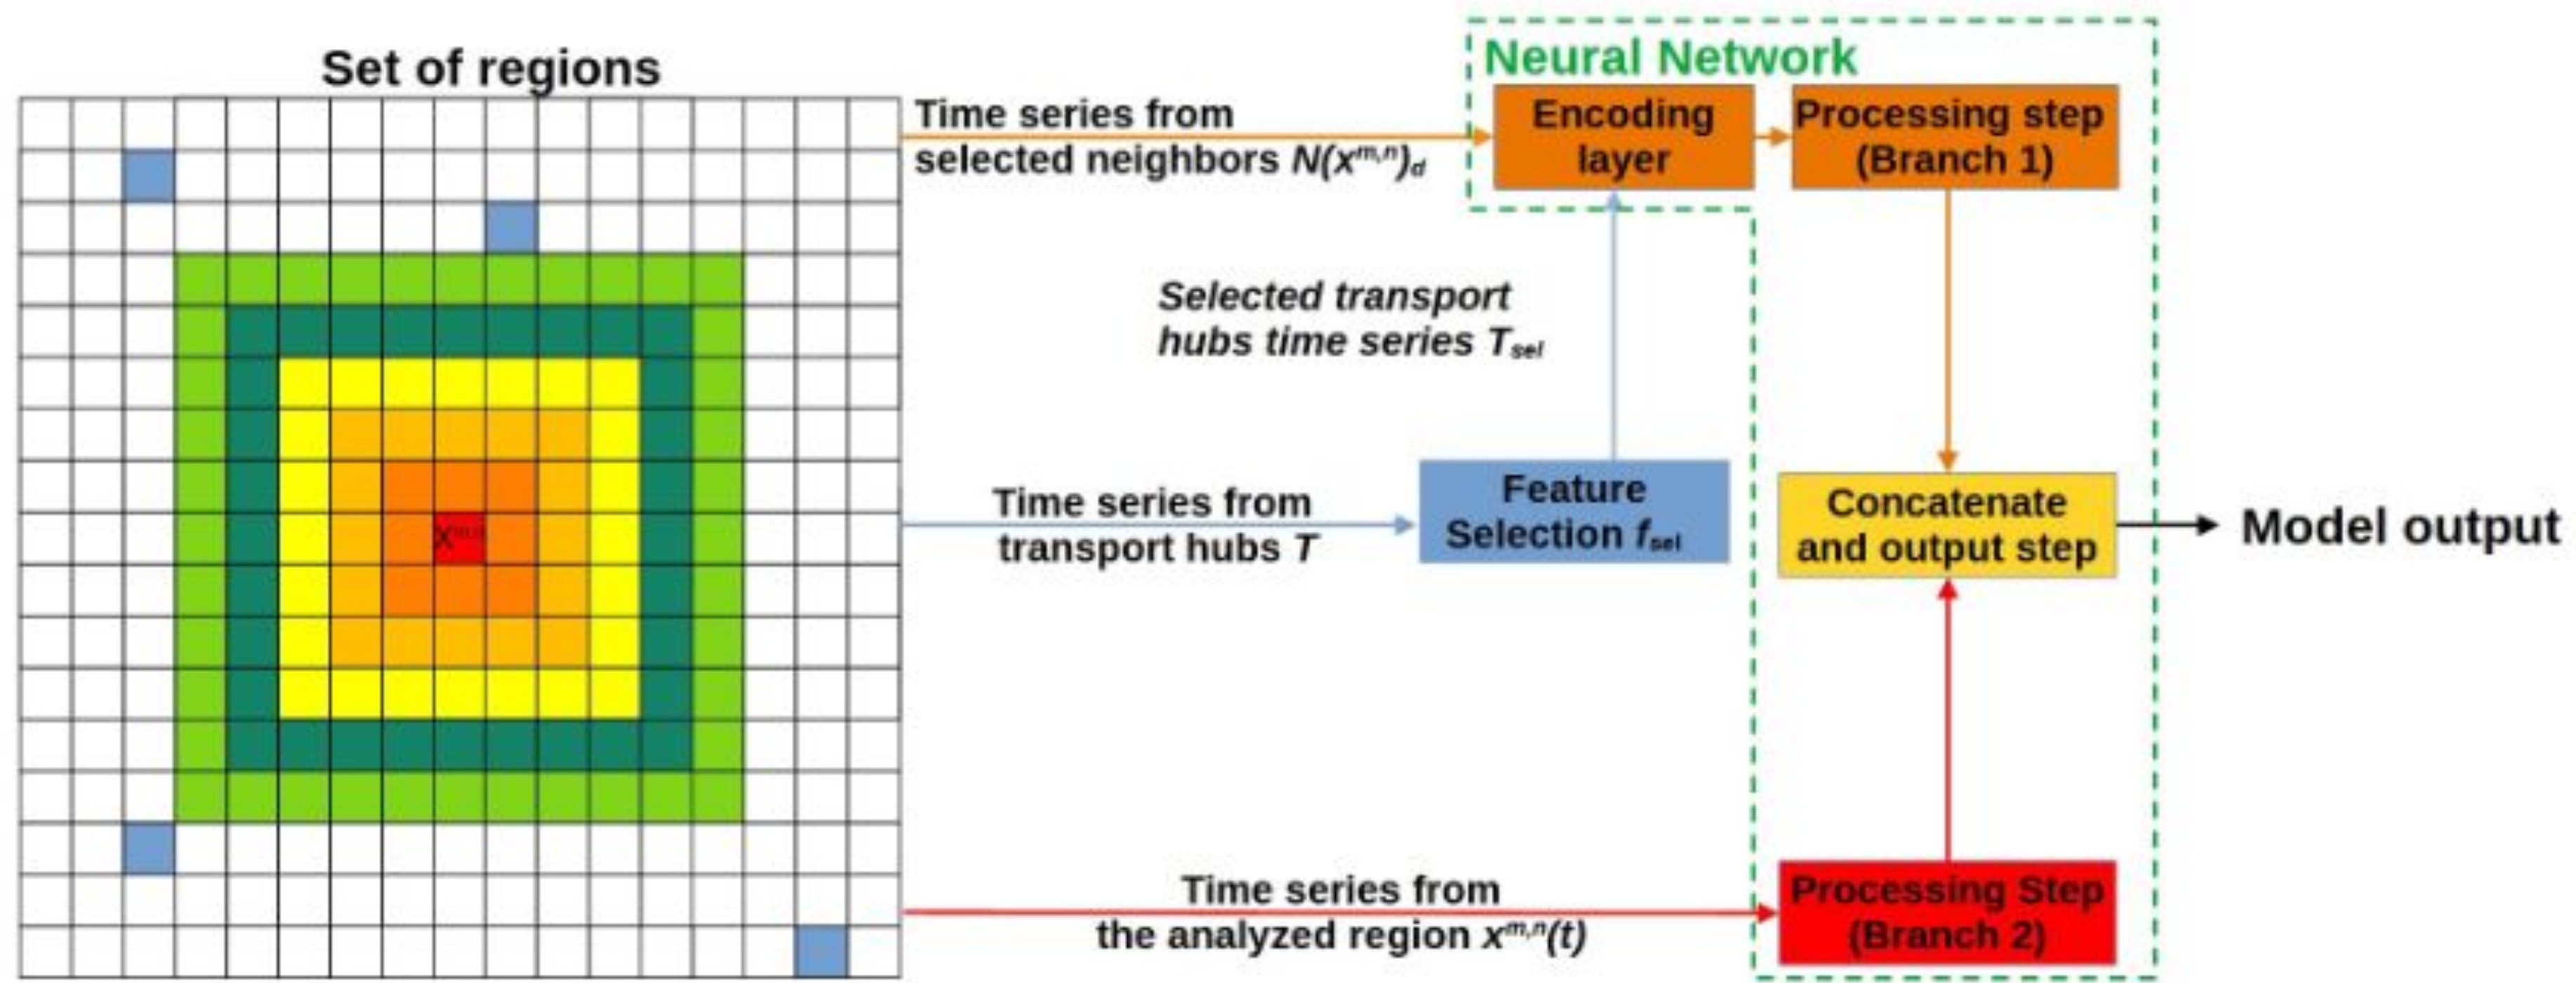 Set of regions
x^m,n
Neural Network
Time series from
selected neighbors N(x^m,n)_d
Encoding
layer
Processing step
(Branch 1)
Selected transport
hubs time series T_sel
Time series from
transport hubs T
Feature
Selection f_sel
Concatenate
and output step
Model output
Time series from
the analyzed region x^m,n(t)
Processing Step
(Branch 2)